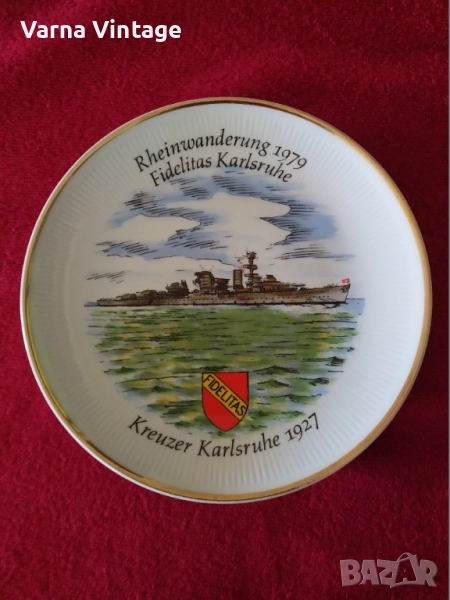 Varna Vintage
Rheinwanderung 1979
Fidelitas Karlsruhe
FIDELITAS
Kreuzer Karlsruhe 1927
BAZAR